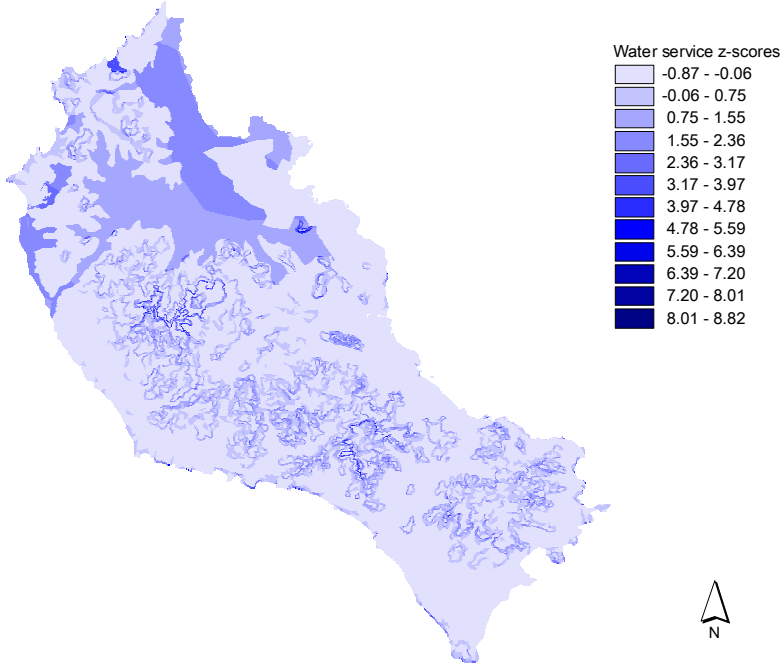 Water service z-scores
-0.87 - -0.06
-0.06 - 0.75
0.75 - 1.55
1.55 - 2.36
2.36 - 3.17
3.17 - 3.97
3.97 - 4.78
4.78 - 5.59
5.59 - 6.39
6.39 - 7.20
7.20 - 8.01
8.01 - 8.82
N